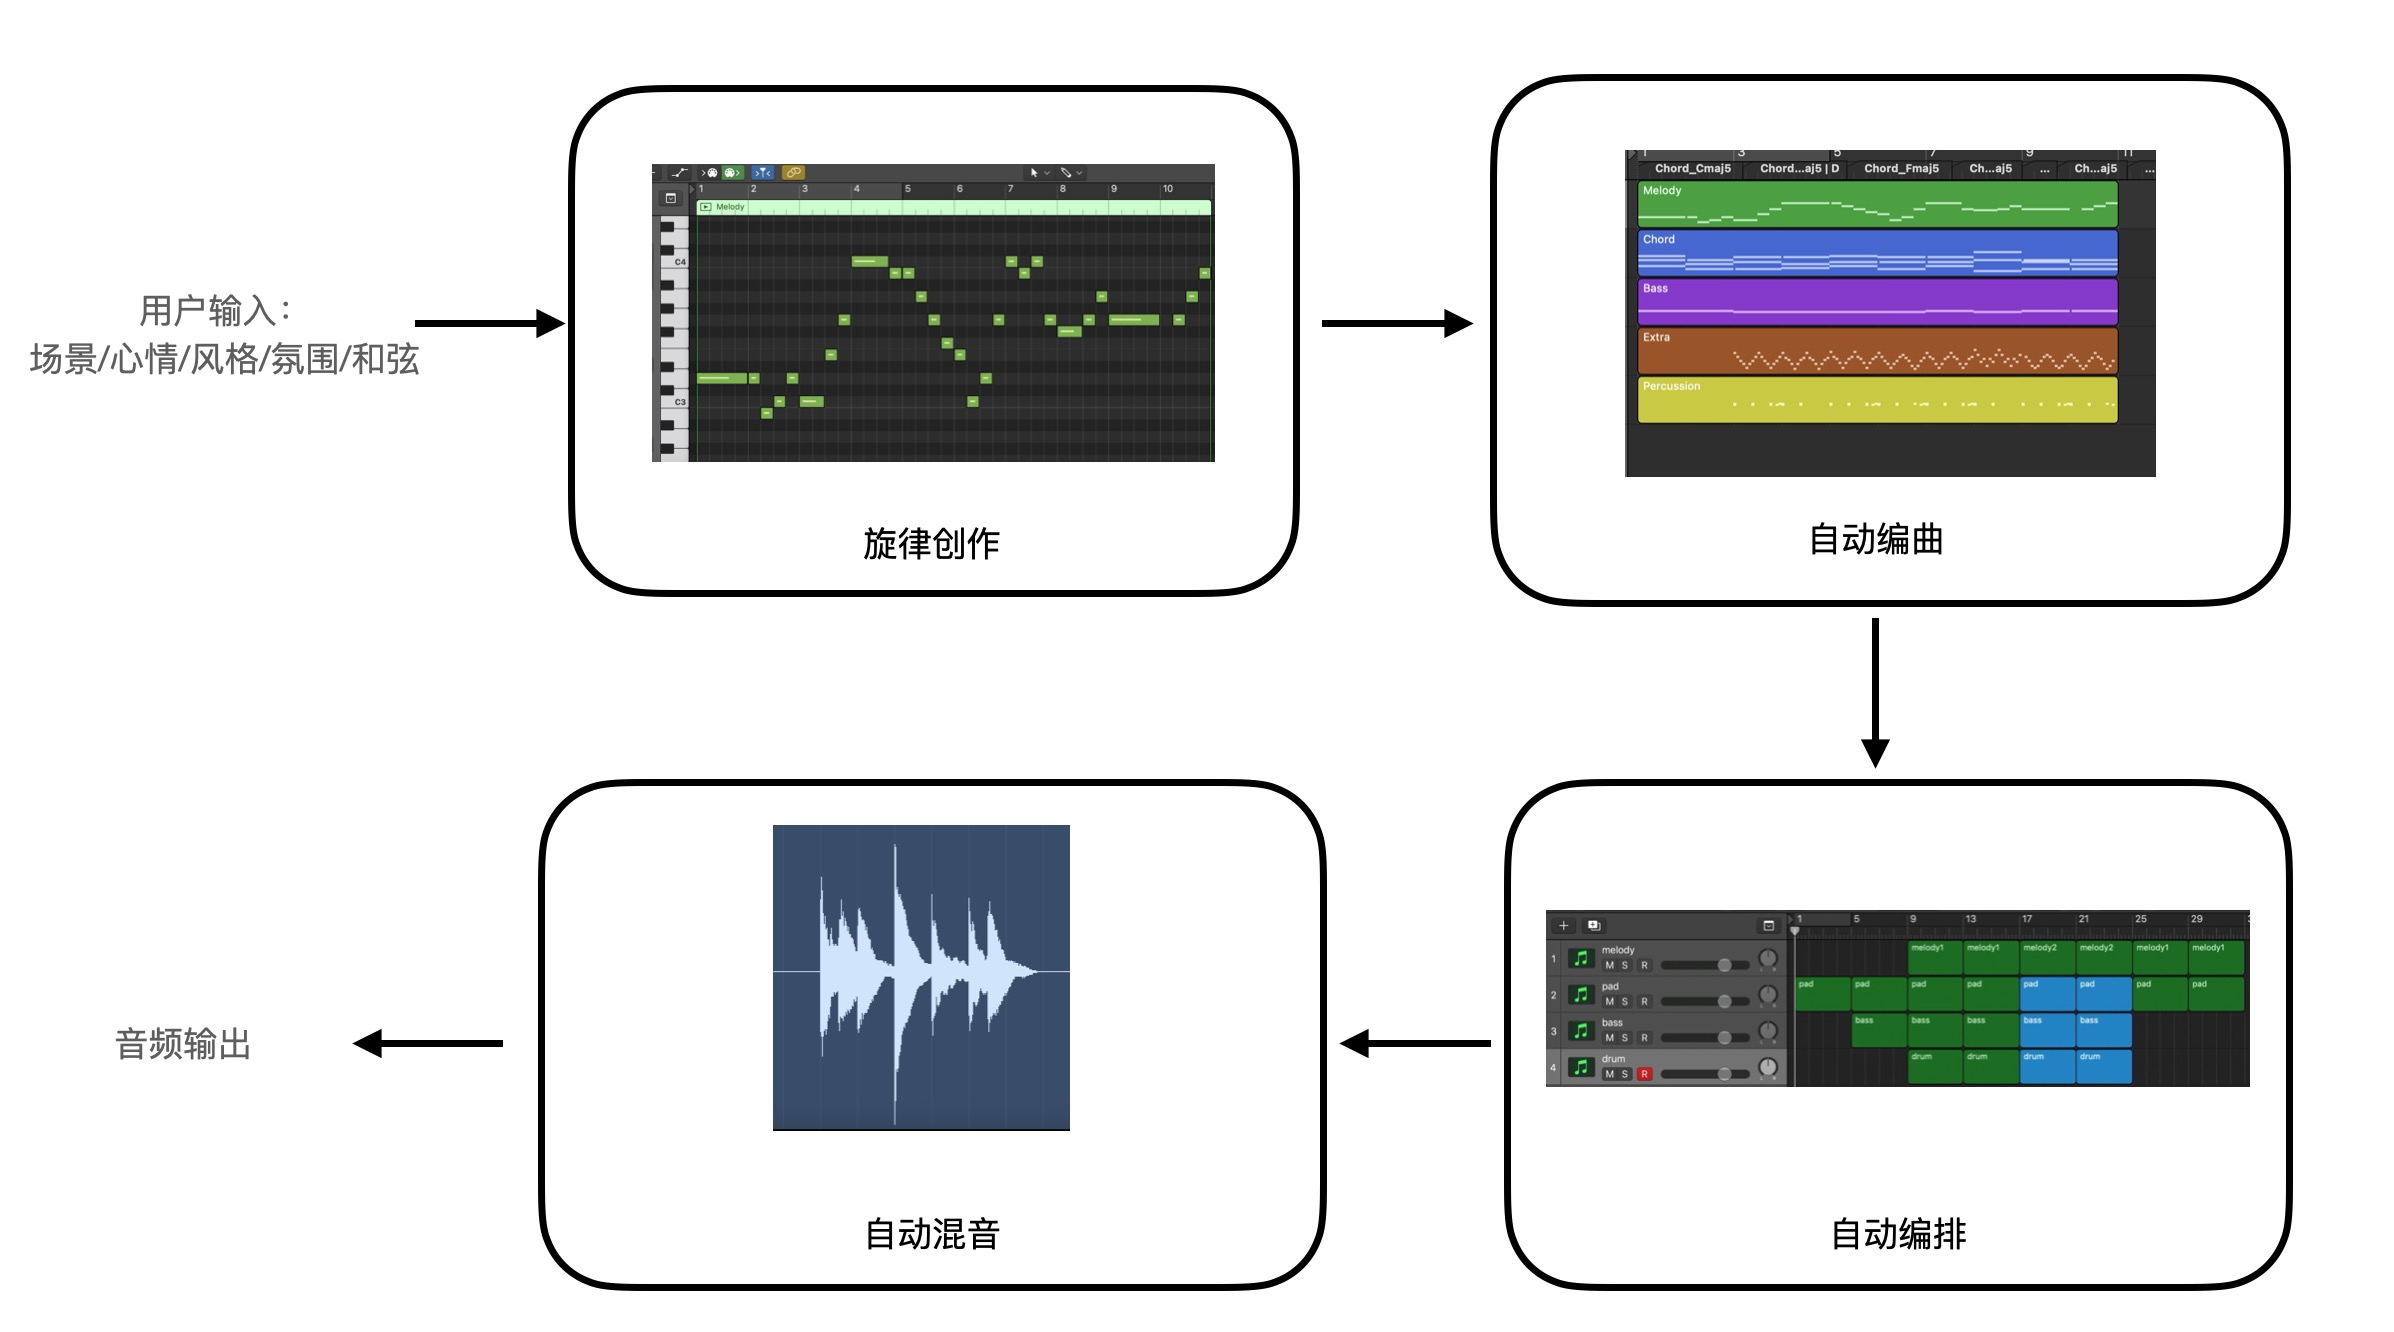 用户输入：
场景/心情/风格/氛围/和弦
1 2 3 4 5 6 7 8 9 10
Melody
C4
C3
旋律创作
1 3 5 7 9 11
Chord_Cmaj5 Chord...aj5 | D Chord_Fmaj5 Ch...aj5 ... Ch...aj5 ...
Melody
Chord
Bass
Extra
Percussion
自动编曲
1 5 9 13 17 21 25 29
1 melody M S R melody1 melody1 melody2 melody2 melody1 melody1
2 pad M S R pad pad pad pad pad pad pad pad
3 bass M S R bass bass bass bass bass
4 drum M S R drum drum drum drum
自动编排
自动混音
音频输出